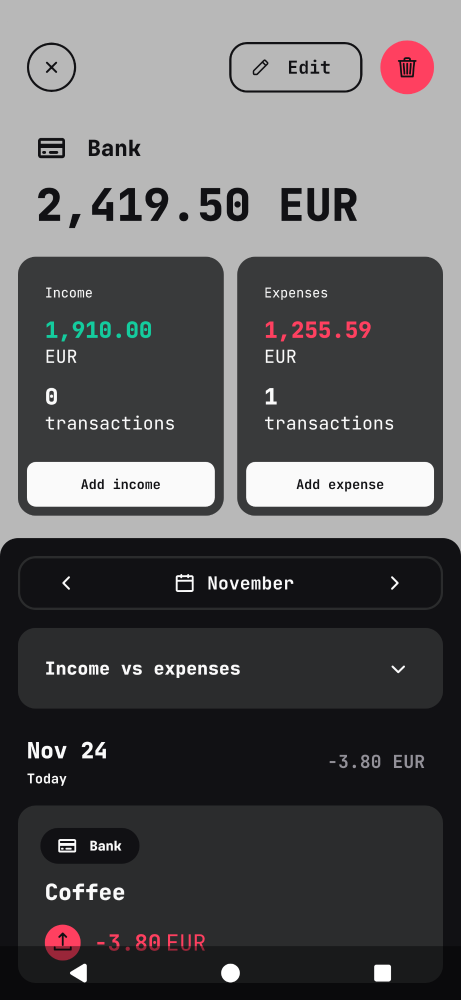 Edit
Bank
2,419.50 EUR
Income
1,910.00
EUR
0
transactions
Add income
Expenses
1,255.59
EUR
1
transactions
Add expense
November
Income vs expenses
Nov 24
Today
-3.80 EUR
Bank
Coffee
-3.80 EUR